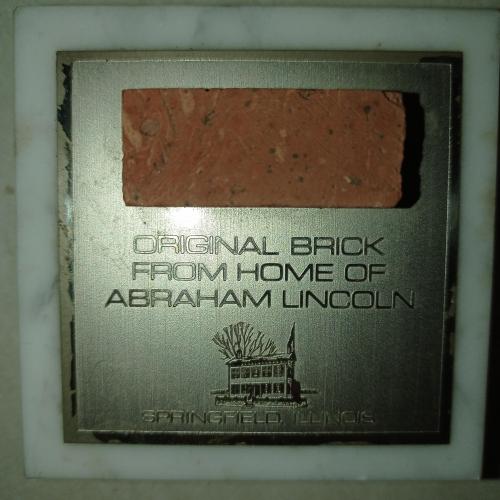 ORIGINAL BRICK
FROM HOME OF
ABRAHAM LINCOLN
SPRINGFIELD, ILLINOIS